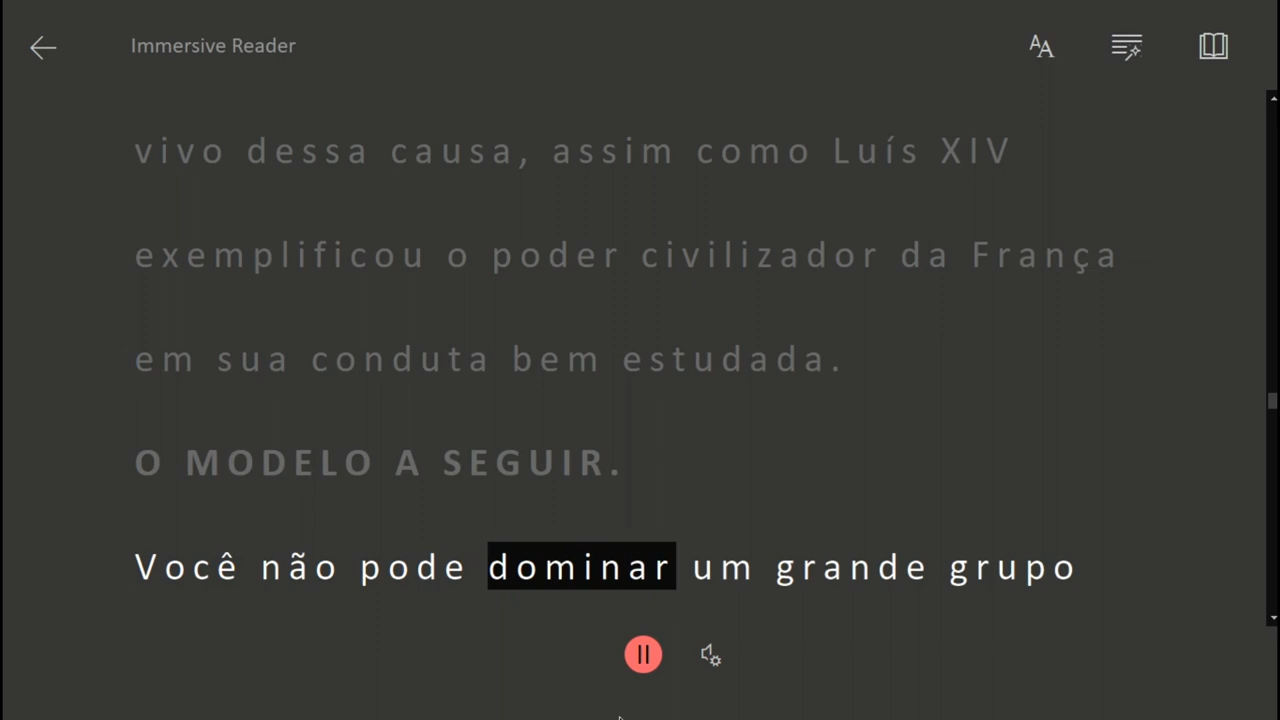 Immersive Reader
vivo dessa causa, assim como Luís XIV
exemplificou o poder civilizador da França
em sua conduta bem estudada.
O MODELO A SEGUIR.
Você não pode dominar um grande grupo